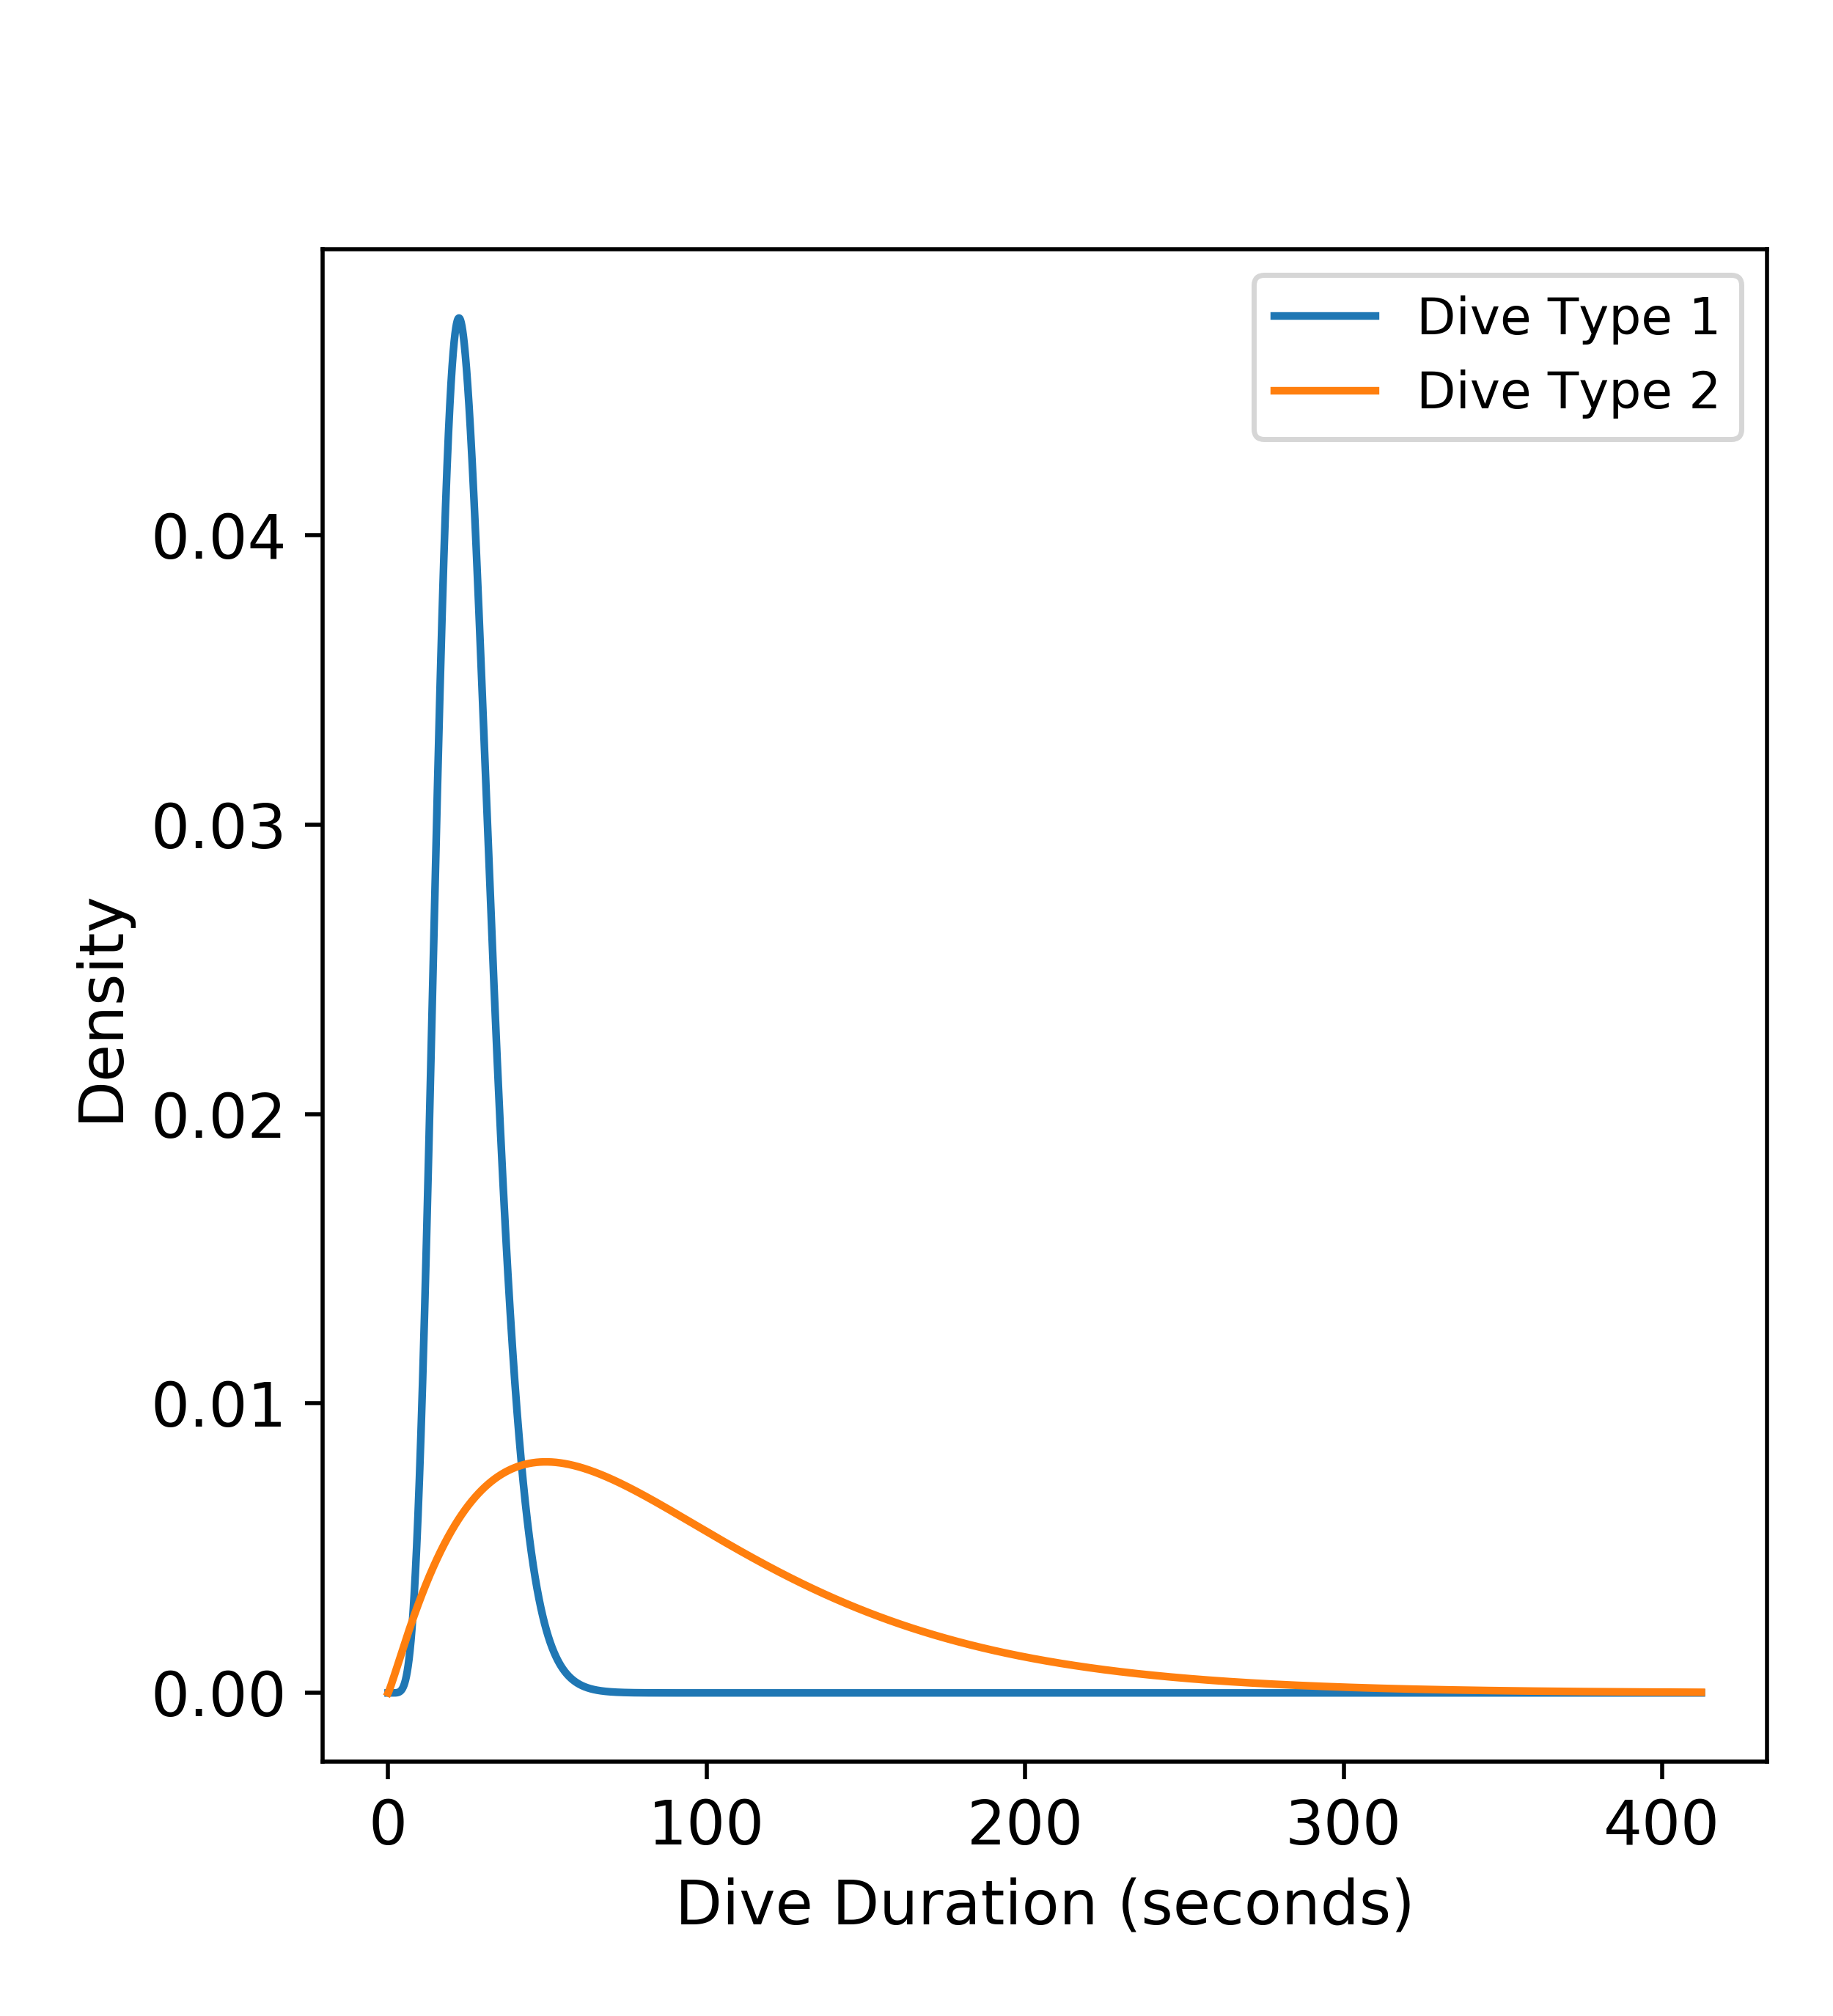 Dive Type 1
Dive Type 2
0.04
0.03
0.02
0.01
0.00
Density
0 100 200 300 400
Dive Duration (seconds)